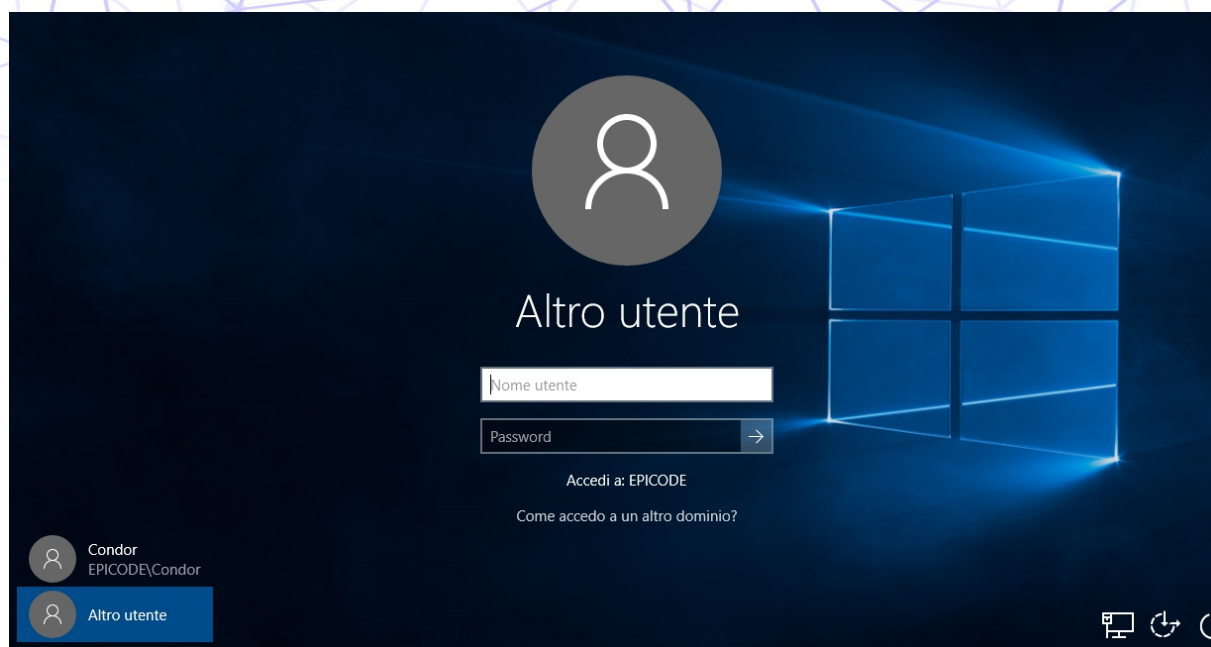 Altro utente
Nome utente
Password
Accedi a: EPICODE
Come accedo a un altro dominio?
Condor
EPICODE\Condor
Altro utente